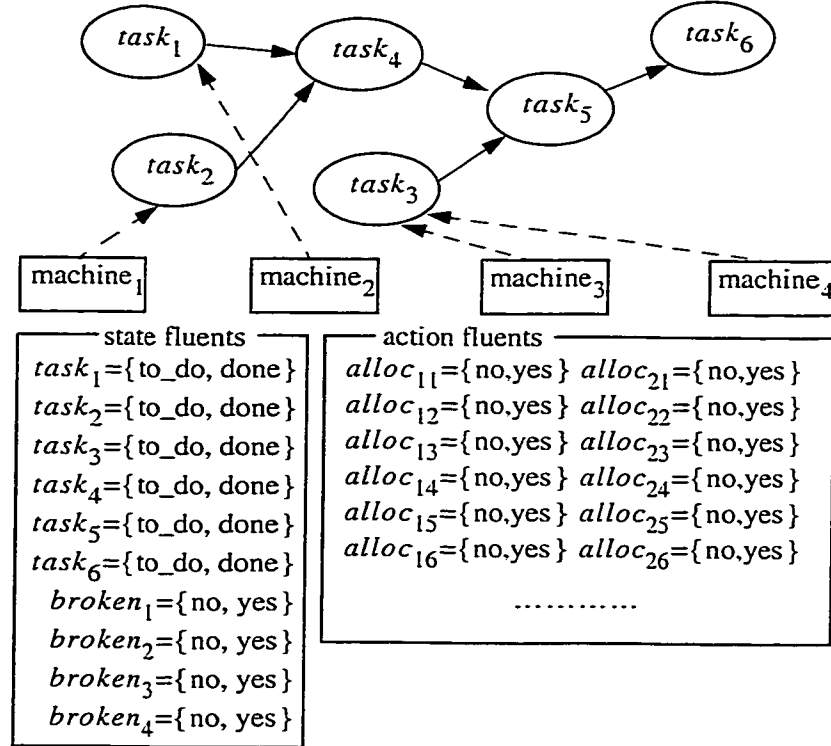 task₁
task₄
task₆
task₅
task₂
task₃
machine₁
machine₂
machine₃
machine₄
state fluents
task₁={to_do, done}
task₂={to_do, done}
task₃={to_do, done}
task₄={to_do, done}
task₅={to_do, done}
task₆={to_do, done}
broken₁={no, yes}
broken₂={no, yes}
broken₃={no, yes}
broken₄={no, yes}
action fluents
alloc₁₁={no,yes} alloc₂₁={no,yes}
alloc₁₂={no,yes} alloc₂₂={no,yes}
alloc₁₃={no,yes} alloc₂₃={no,yes}
alloc₁₄={no,yes} alloc₂₄={no,yes}
alloc₁₅={no,yes} alloc₂₅={no,yes}
alloc₁₆={no,yes} alloc₂₆={no,yes}
.............